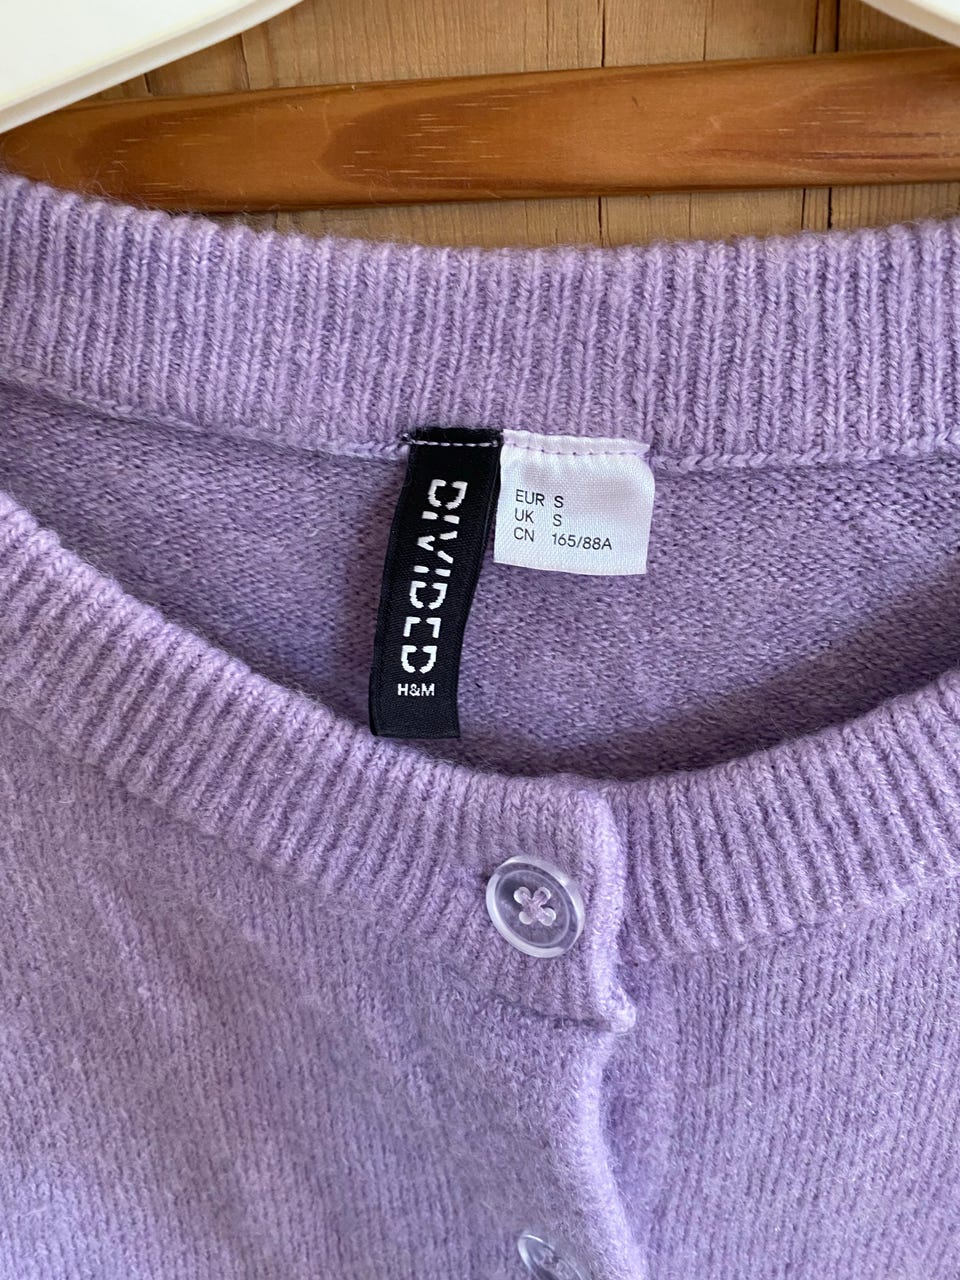 DIVIDED
H&M
EUR S
UK S
CN 165/88A